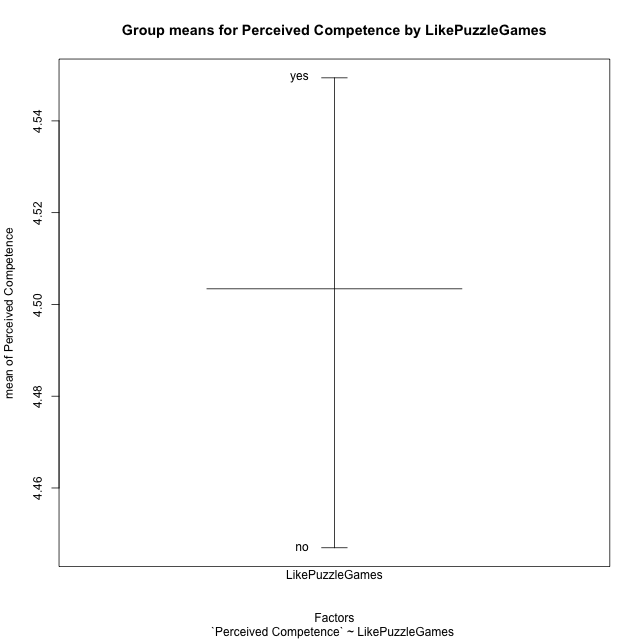 Group means for Perceived Competence by LikePuzzleGames
yes
4.54
4.52
mean of Perceived Competence
4.50
4.48
4.46
no
LikePuzzleGames
Factors
`Perceived Competence` ~ LikePuzzleGames